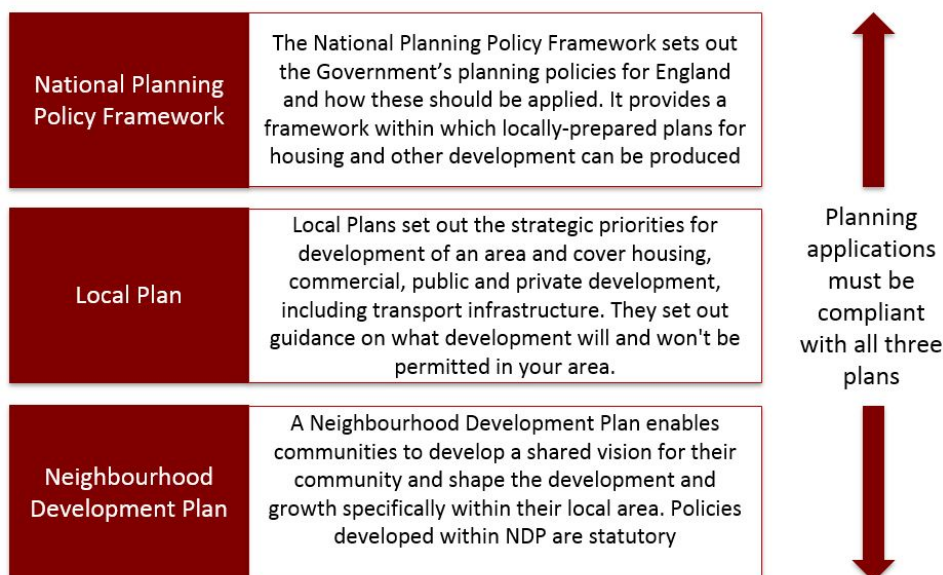 National Planning
Policy Framework
The National Planning Policy Framework sets out
the Government’s planning policies for England
and how these should be applied. It provides a
framework within which locally-prepared plans for
housing and other development can be produced
Local Plan
Local Plans set out the strategic priorities for
development of an area and cover housing,
commercial, public and private development,
including transport infrastructure. They set out
guidance on what development will and won't be
permitted in your area.
Neighbourhood
Development Plan
A Neighbourhood Development Plan enables
communities to develop a shared vision for their
community and shape the development and
growth specifically within their local area. Policies
developed within NDP are statutory
Planning
applications
must be
compliant
with all three
plans